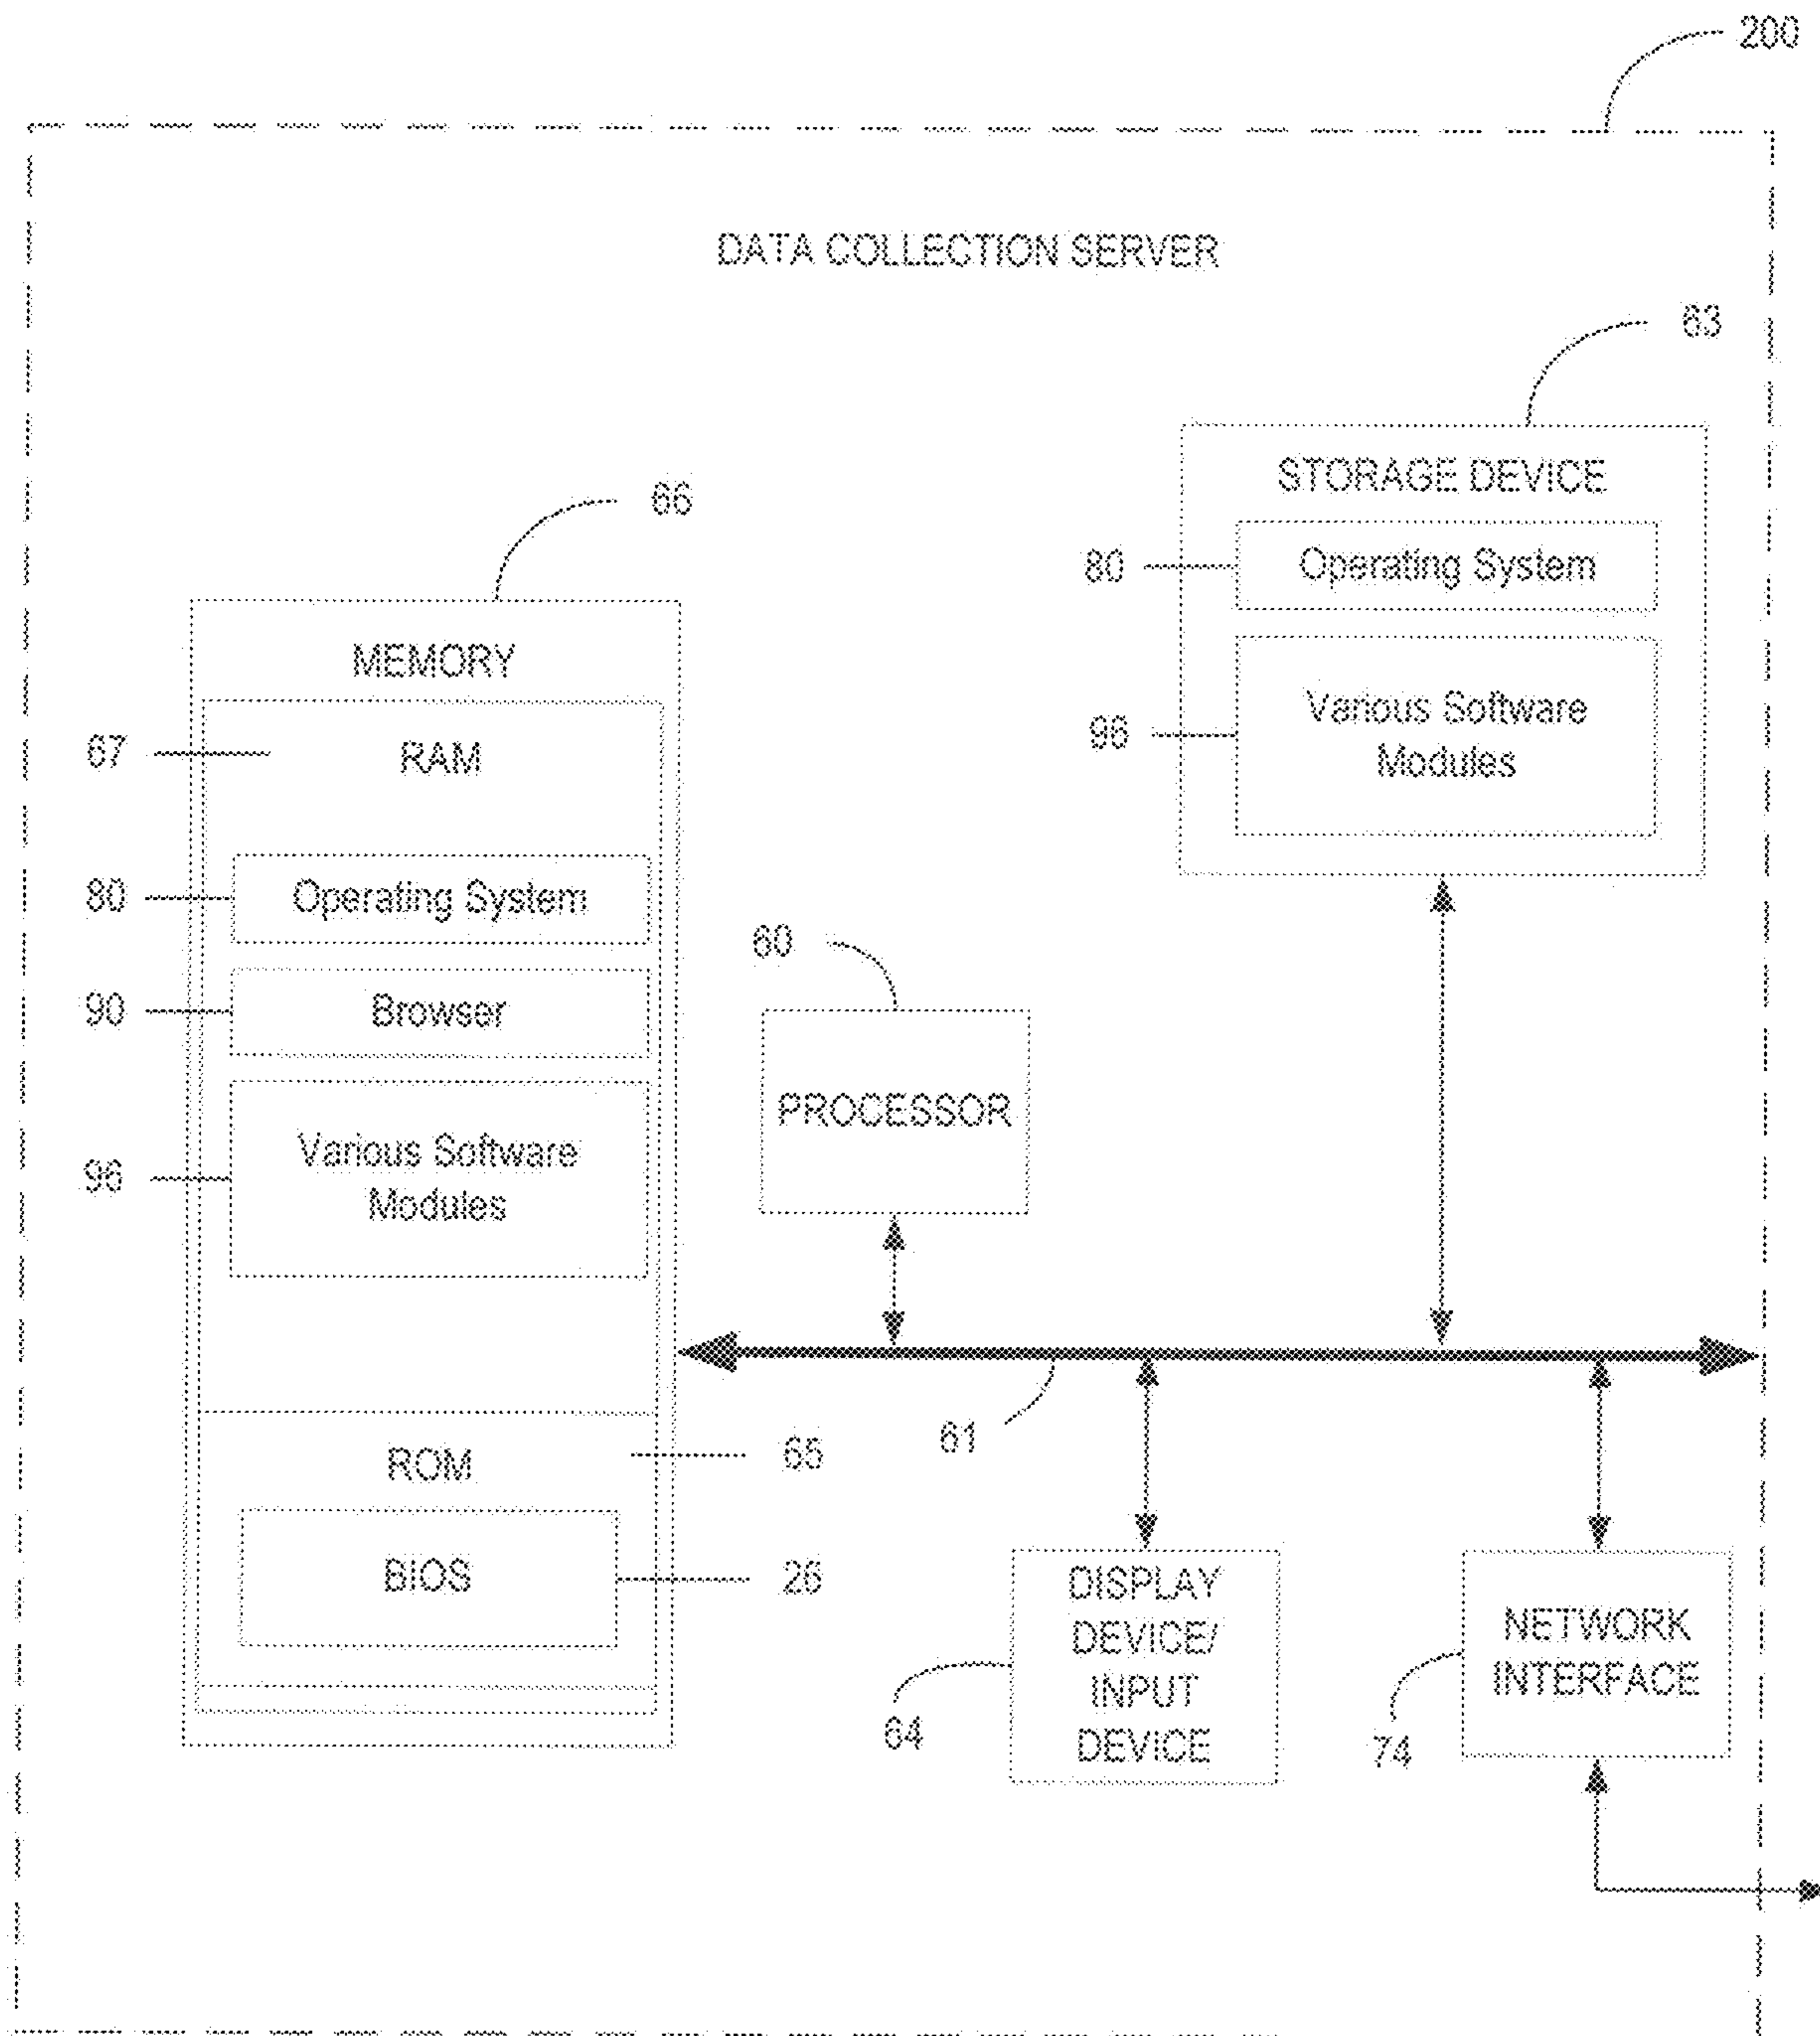 200
DATA COLLECTION SERVER
63
STORAGE DEVICE
80
Operating System
96
Various Software
Modules
66
MEMORY
67
RAM
80
Operating System
90
Browser
96
Various Software
Modules
ROM
65
BIOS
26
60
PROCESSOR
61
DISPLAY
DEVICE/
INPUT
DEVICE
64
NETWORK
INTERFACE
74